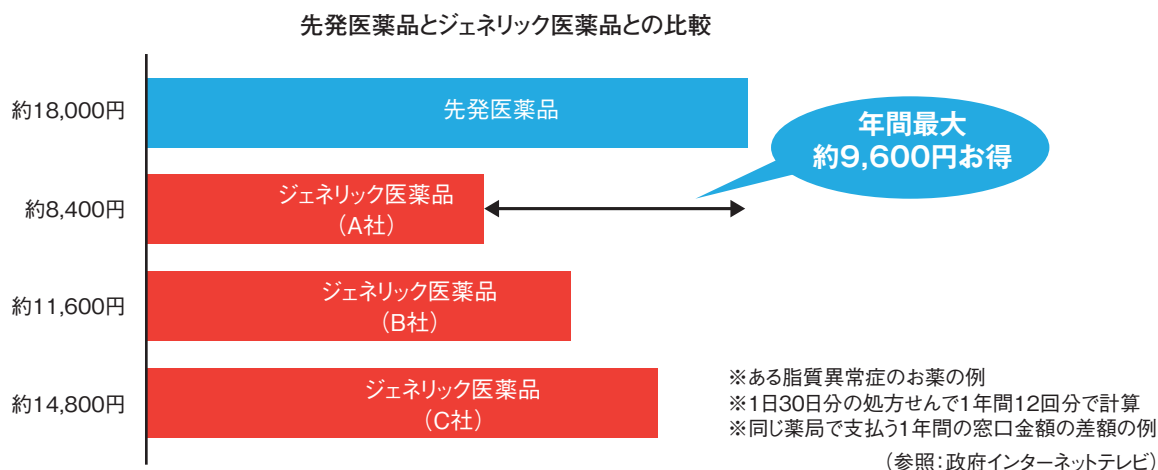 先発医薬品とジェネリック医薬品との比較
約18,000円
先発医薬品
年間最大
約9,600円お得
約8,400円
ジェネリック医薬品
（A社）
約11,600円
ジェネリック医薬品
（B社）
約14,800円
ジェネリック医薬品
（C社）
※ある脂質異常症のお薬の例
※1日30日分の処方せんで1年間12回分で計算
※同じ薬局で支払う1年間の窓口金額の差額の例
（参照：政府インターネットテレビ）